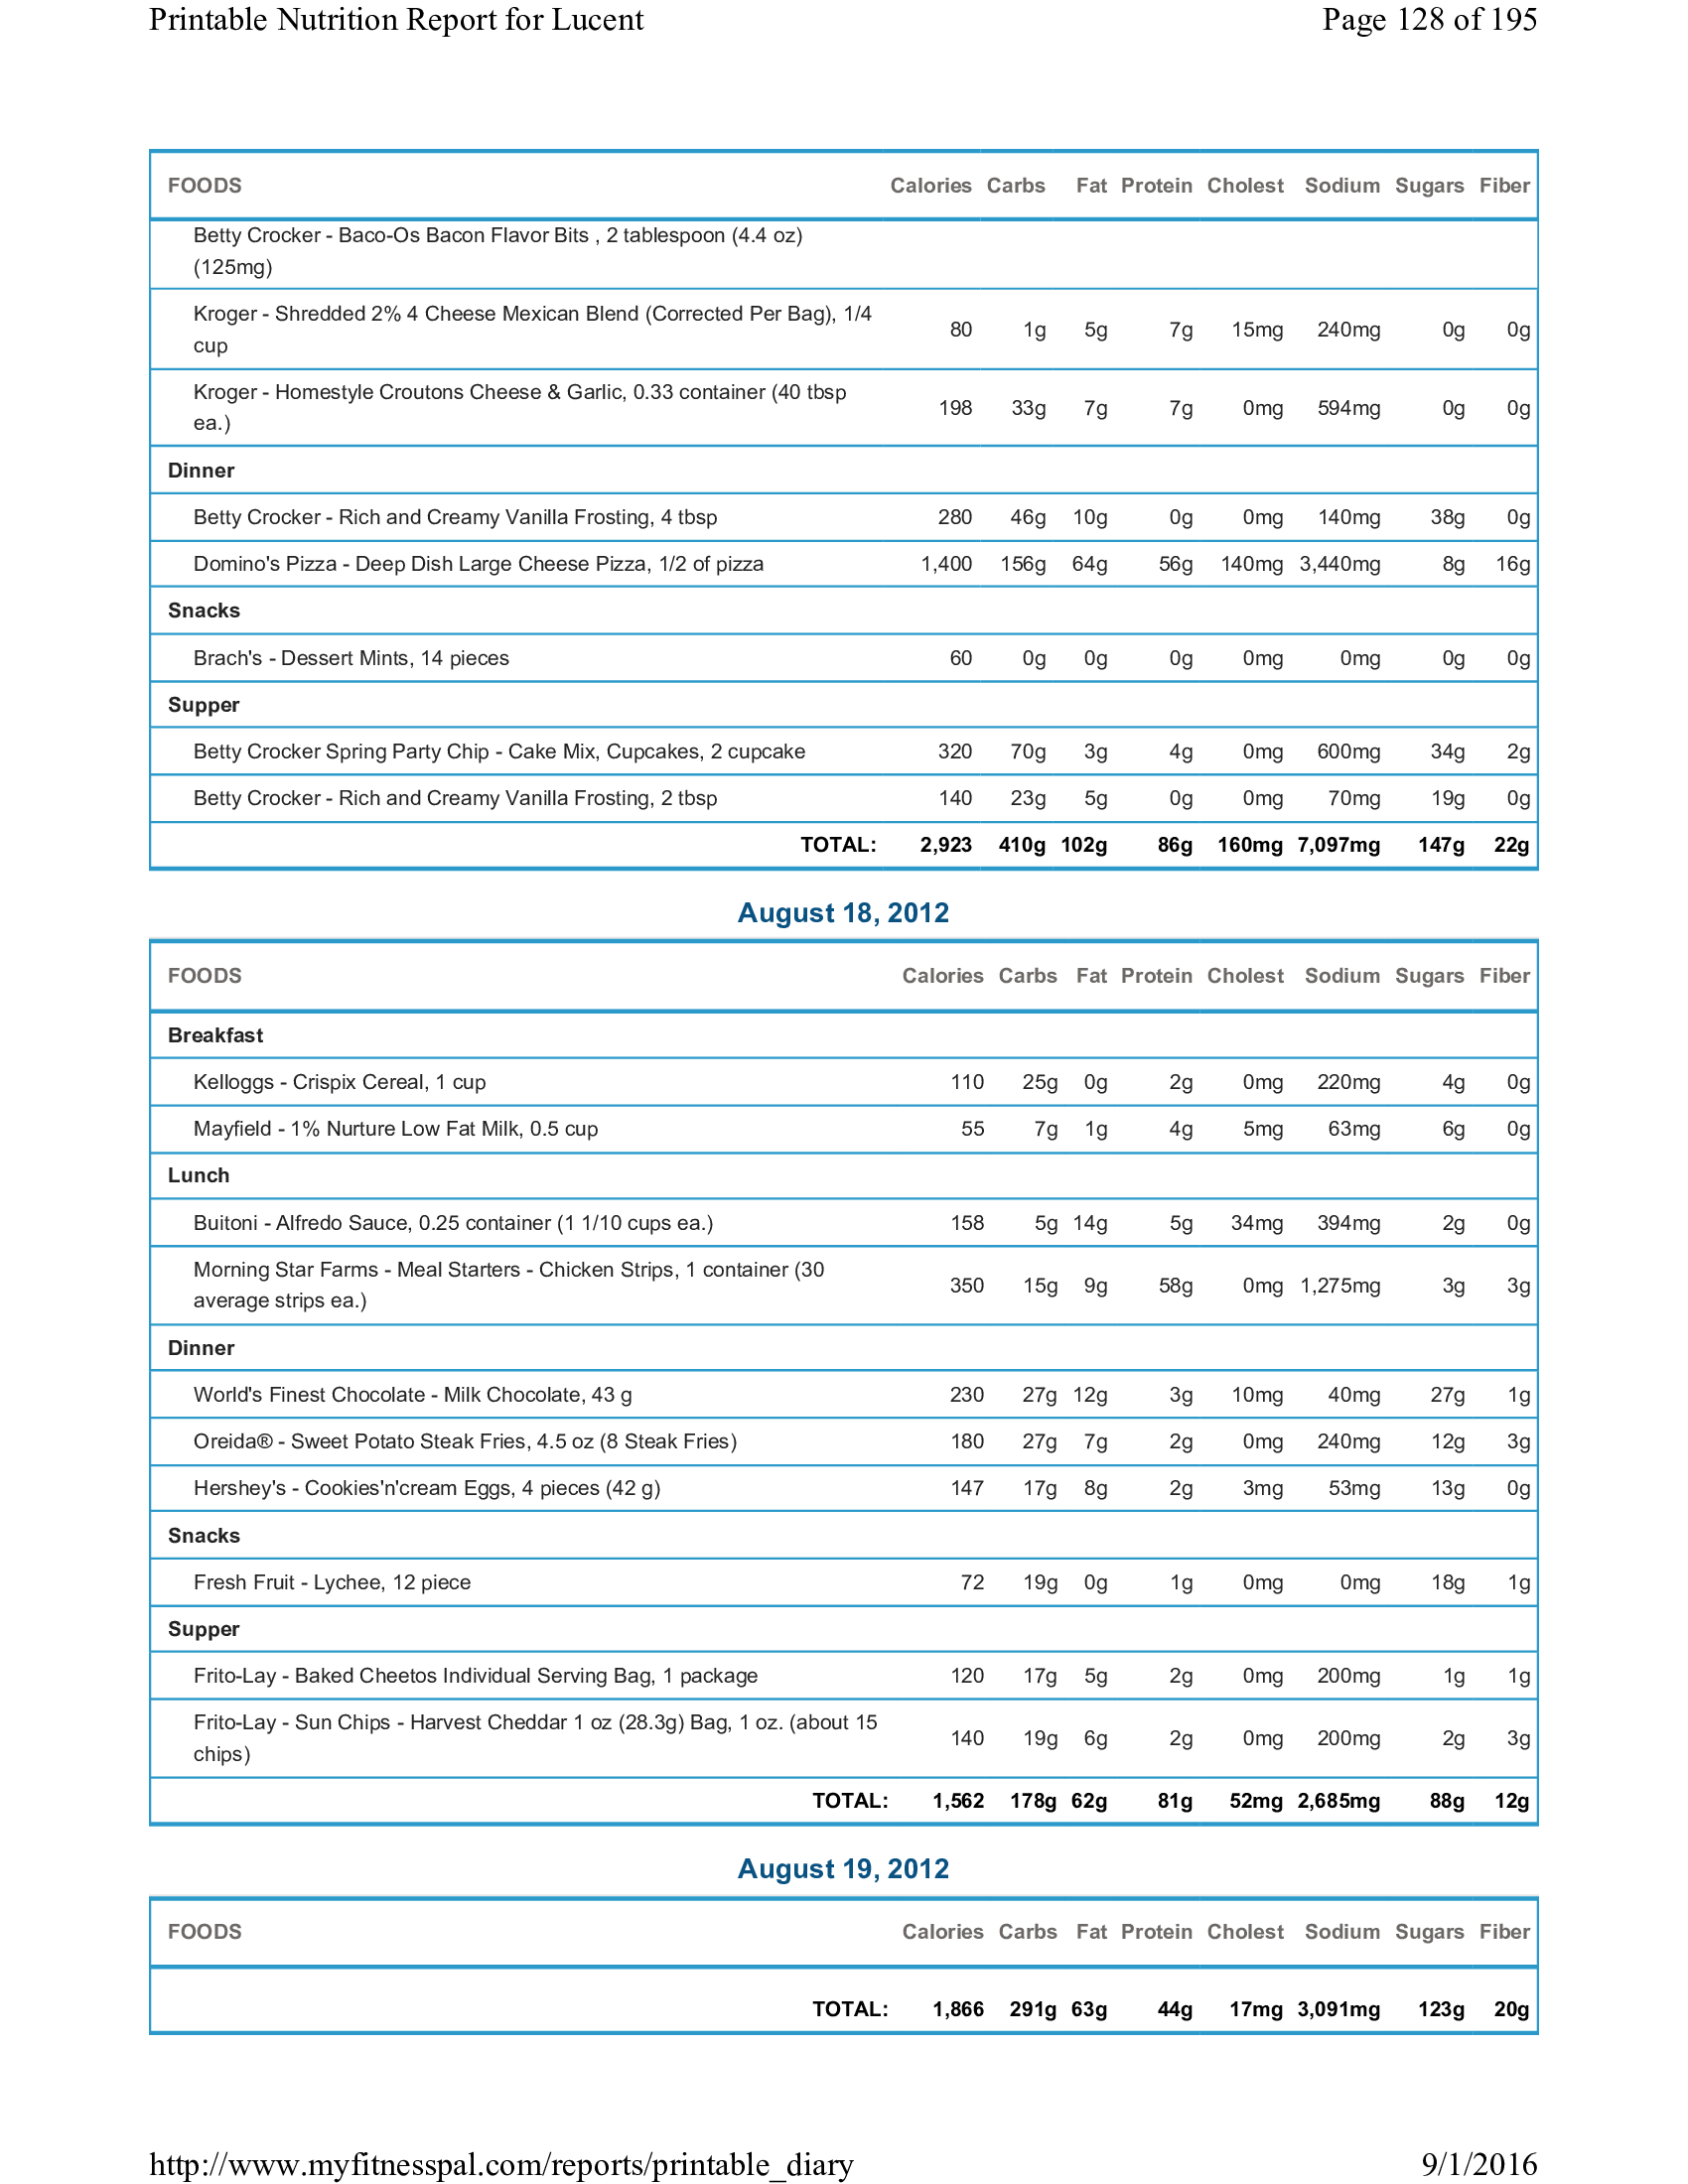 Printable Nutrition Report for Lucent Page 128 of 195
FOODS Calories Carbs Fat Protein Cholest Sodium Sugars Fiber
Betty Crocker - Baco-Os Bacon Flavor Bits , 2 tablespoon (4.4 oz)
(125mg)
Kroger - Shredded 2% 4 Cheese Mexican Blend (Corrected Per Bag), 1/4
cup 80 1g 5g 7g 15mg 240mg 0g 0g
Kroger - Homestyle Croutons Cheese & Garlic, 0.33 container (40 tbsp
ea.) 198 33g 7g 7g 0mg 594mg 0g 0g
Dinner
Betty Crocker - Rich and Creamy Vanilla Frosting, 4 tbsp 280 46g 10g 0g 0mg 140mg 38g 0g
Domino's Pizza - Deep Dish Large Cheese Pizza, 1/2 of pizza 1,400 156g 64g 56g 140mg 3,440mg 8g 16g
Snacks
Brach's - Dessert Mints, 14 pieces 60 0g 0g 0g 0mg 0mg 0g 0g
Supper
Betty Crocker Spring Party Chip - Cake Mix, Cupcakes, 2 cupcake 320 70g 3g 4g 0mg 600mg 34g 2g
Betty Crocker - Rich and Creamy Vanilla Frosting, 2 tbsp 140 23g 5g 0g 0mg 70mg 19g 0g
TOTAL: 2,923 410g 102g 86g 160mg 7,097mg 147g 22g
August 18, 2012
FOODS Calories Carbs Fat Protein Cholest Sodium Sugars Fiber
Breakfast
Kelloggs - Crispix Cereal, 1 cup 110 25g 0g 2g 0mg 220mg 4g 0g
Mayfield - 1% Nurture Low Fat Milk, 0.5 cup 55 7g 1g 4g 5mg 63mg 6g 0g
Lunch
Buitoni - Alfredo Sauce, 0.25 container (1 1/10 cups ea.) 158 5g 14g 5g 34mg 394mg 2g 0g
Morning Star Farms - Meal Starters - Chicken Strips, 1 container (30
average strips ea.) 350 15g 9g 58g 0mg 1,275mg 3g 3g
Dinner
World's Finest Chocolate - Milk Chocolate, 43 g 230 27g 12g 3g 10mg 40mg 27g 1g
Oreida® - Sweet Potato Steak Fries, 4.5 oz (8 Steak Fries) 180 27g 7g 2g 0mg 240mg 12g 3g
Hershey's - Cookies'n'cream Eggs, 4 pieces (42 g) 147 17g 8g 2g 3mg 53mg 13g 0g
Snacks
Fresh Fruit - Lychee, 12 piece 72 19g 0g 1g 0mg 0mg 18g 1g
Supper
Frito-Lay - Baked Cheetos Individual Serving Bag, 1 package 120 17g 5g 2g 0mg 200mg 1g 1g
Frito-Lay - Sun Chips - Harvest Cheddar 1 oz (28.3g) Bag, 1 oz. (about 15
chips) 140 19g 6g 2g 0mg 200mg 2g 3g
TOTAL: 1,562 178g 62g 81g 52mg 2,685mg 88g 12g
August 19, 2012
FOODS Calories Carbs Fat Protein Cholest Sodium Sugars Fiber
TOTAL: 1,866 291g 63g 44g 17mg 3,091mg 123g 20g
http://www.myfitnesspal.com/reports/printable_diary 9/1/2016